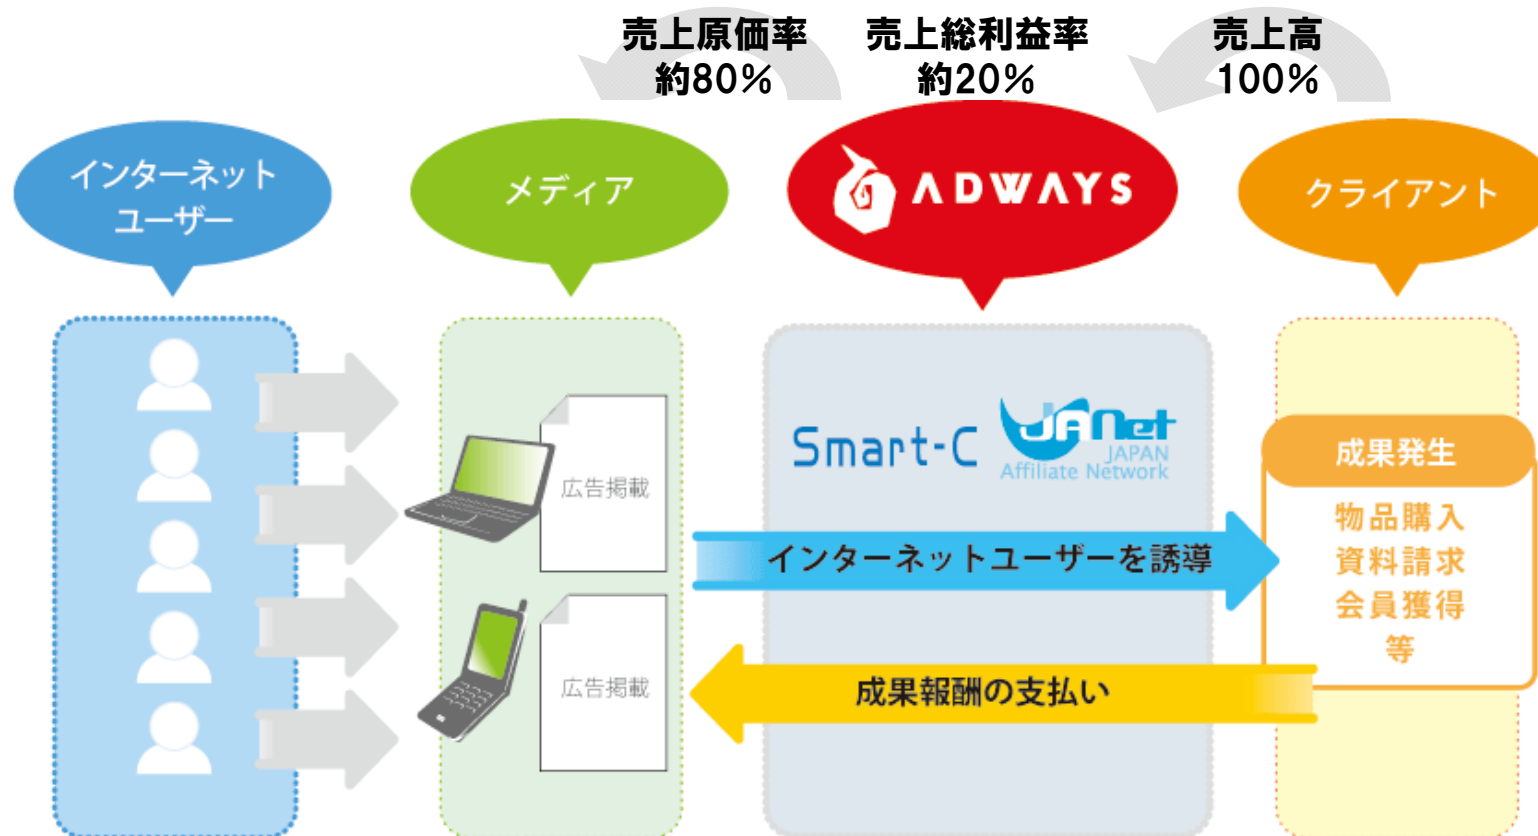 売上原価率
約80%
売上総利益率
約20%
売上高
100%
インターネット
ユーザー
メディア
ADWAYS
クライアント
広告掲載
広告掲載
Smart-C
JANet
JAPAN
Affiliate Network
インターネットユーザーを誘導
成果報酬の支払い
成果発生
物品購入
資料請求
会員獲得
等